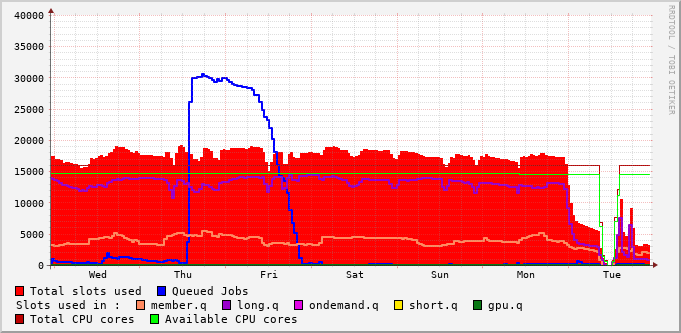 RRDTOOL / TOBI OETIKER
40000
35000
30000
25000
20000
15000
10000
5000
0
Wed Thu Fri Sat Sun Mon Tue
Total slots used Queued Jobs
Slots used in : member.q long.q ondemand.q short.q gpu.q
Total CPU cores Available CPU cores